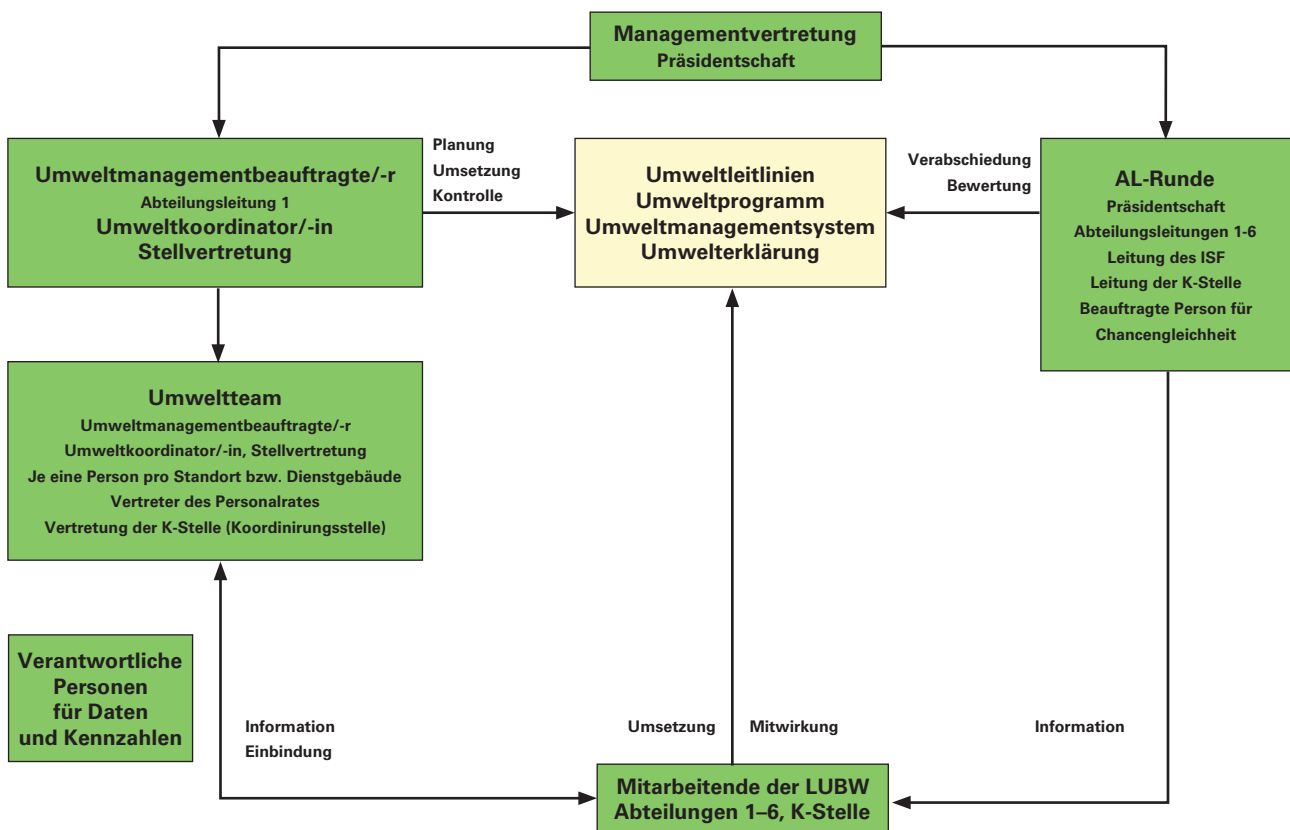 Managementvertretung
Präsidentschaft
Umweltmanagementbeauftragte/-r
Abteilungsleitung 1
Umweltkoordinator/-in
Stellvertretung
Planung
Umsetzung
Kontrolle
Umweltleitlinien
Umweltprogramm
Umweltmanagementsystem
Umwelterklärung
Verabschiedung
Bewertung
AL-Runde
Präsidentschaft
Abteilungsleitungen 1-6
Leitung des ISF
Leitung der K-Stelle
Beauftragte Person für
Chancengleichheit
Umweltteam
Umweltmanagementbeauftragte/-r
Umweltkoordinator/-in, Stellvertretung
Je eine Person pro Standort bzw. Dienstgebäude
Vertreter des Personalrates
Vertretung der K-Stelle (Koordinirungsstelle)
Verantwortliche
Personen
für Daten
und Kennzahlen
Information
Einbindung
Umsetzung
Mitwirkung
Information
Mitarbeitende der LUBW
Abteilungen 1–6, K-Stelle